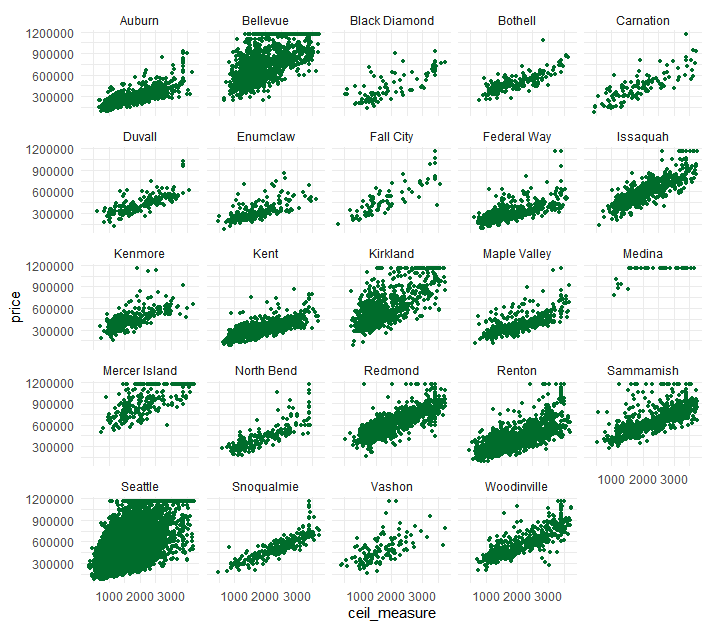 Auburn Bellevue Black Diamond Bothell Carnation
1200000
900000
600000
300000
Duvall Enumclaw Fall City Federal Way Issaquah
1200000
900000
600000
300000
Kenmore Kent Kirkland Maple Valley Medina
1200000
900000
600000
300000
price
Mercer Island North Bend Redmond Renton Sammamish
1200000
900000
600000
300000
1000 2000 3000
Seattle Snoqualmie Vashon Woodinville
1200000
900000
600000
300000
1000 2000 3000 1000 2000 3000 1000 2000 3000 1000 2000 3000
ceil_measure